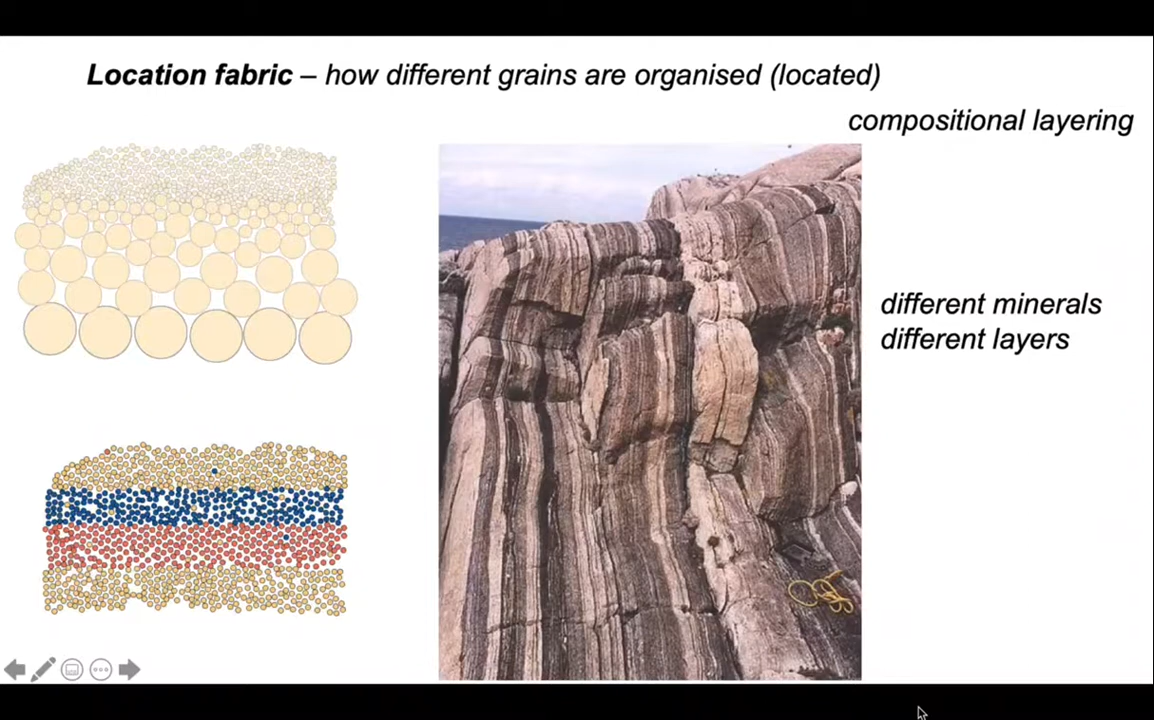 Location fabric – how different grains are organised (located)
compositional layering
different minerals
different layers